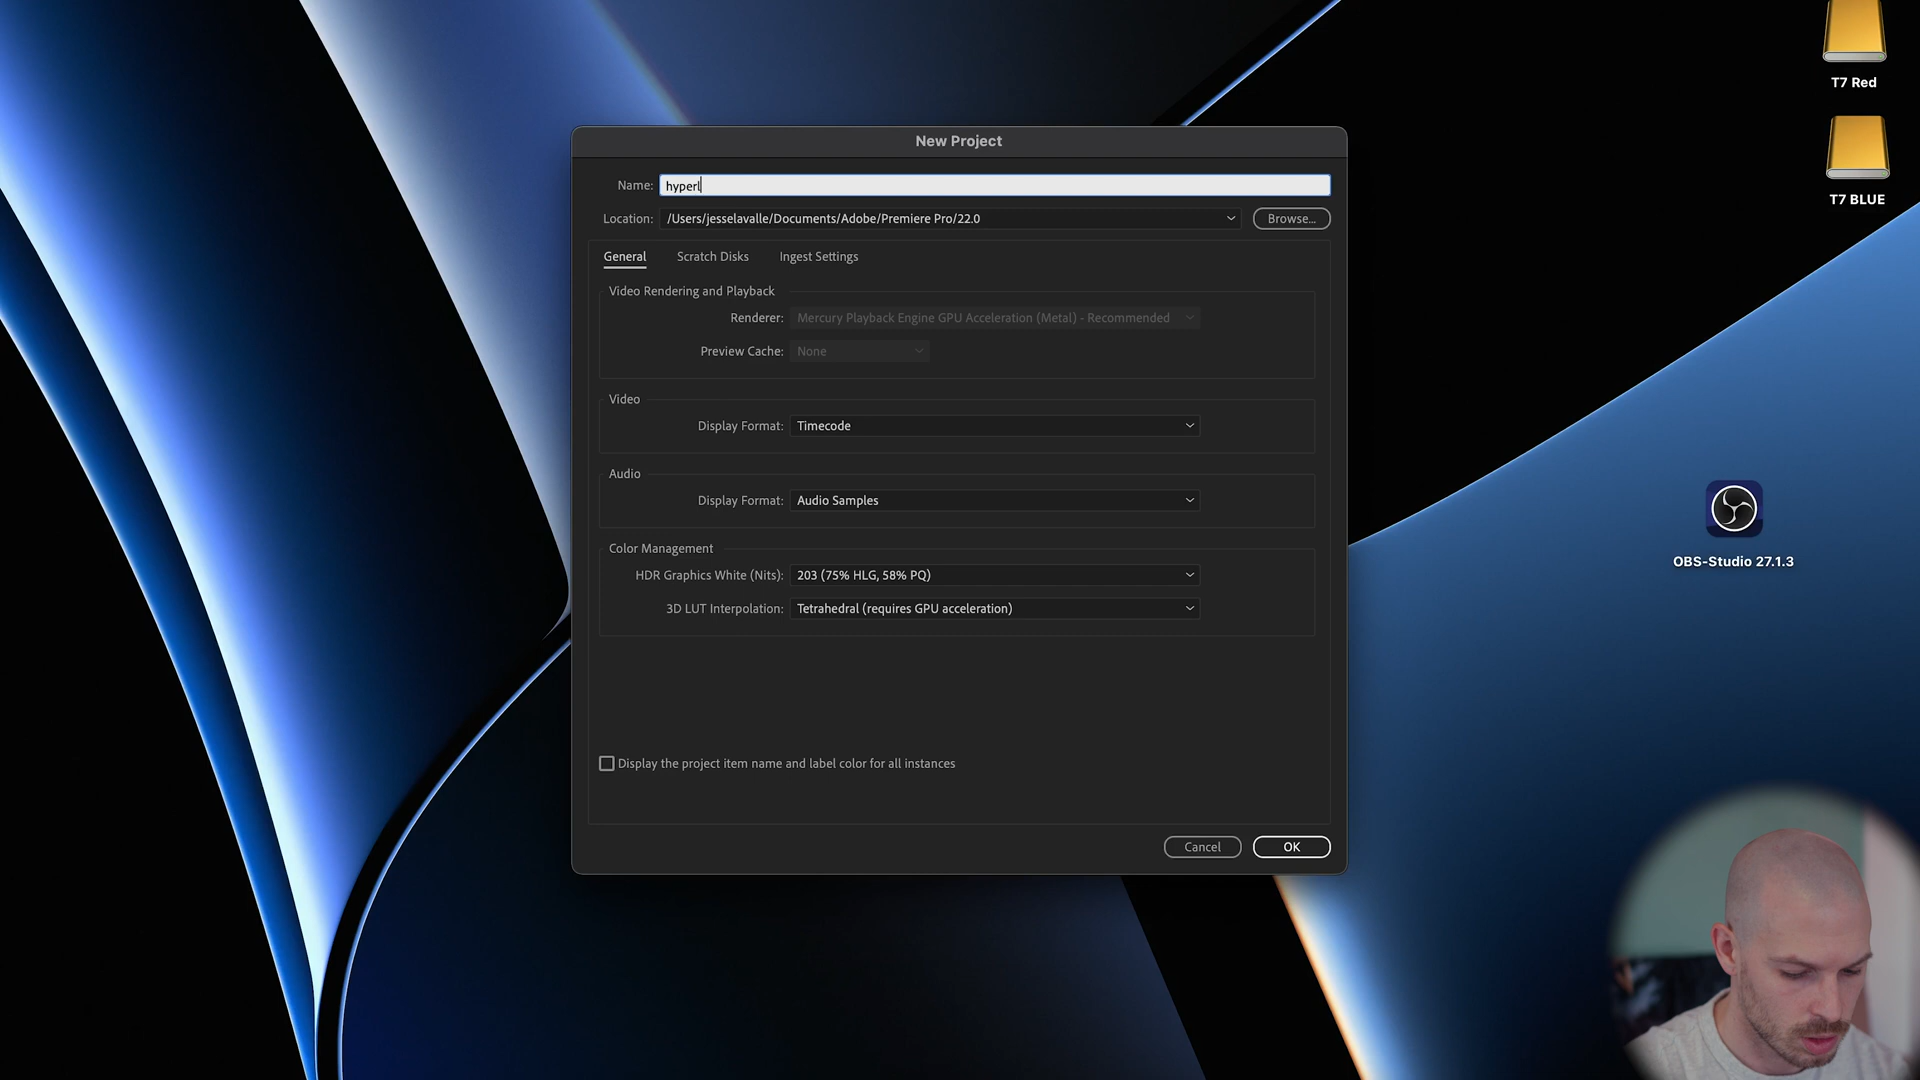 T7 Red
T7 BLUE
New Project
Name: hyperl
Location: /Users/jesselavalle/Documents/Adobe/Premiere Pro/22.0 Browse...
General Scratch Disks Ingest Settings
Video Rendering and Playback
Renderer: Mercury Playback Engine GPU Acceleration (Metal) - Recommended
Preview Cache: None
Video
Display Format: Timecode
Audio
Display Format: Audio Samples
Color Management
HDR Graphics White (Nits): 203 (75% HLG, 58% PQ)
3D LUT Interpolation: Tetrahedral (requires GPU acceleration)
OBS-Studio 27.1.3
Display the project item name and label color for all instances
Cancel OK